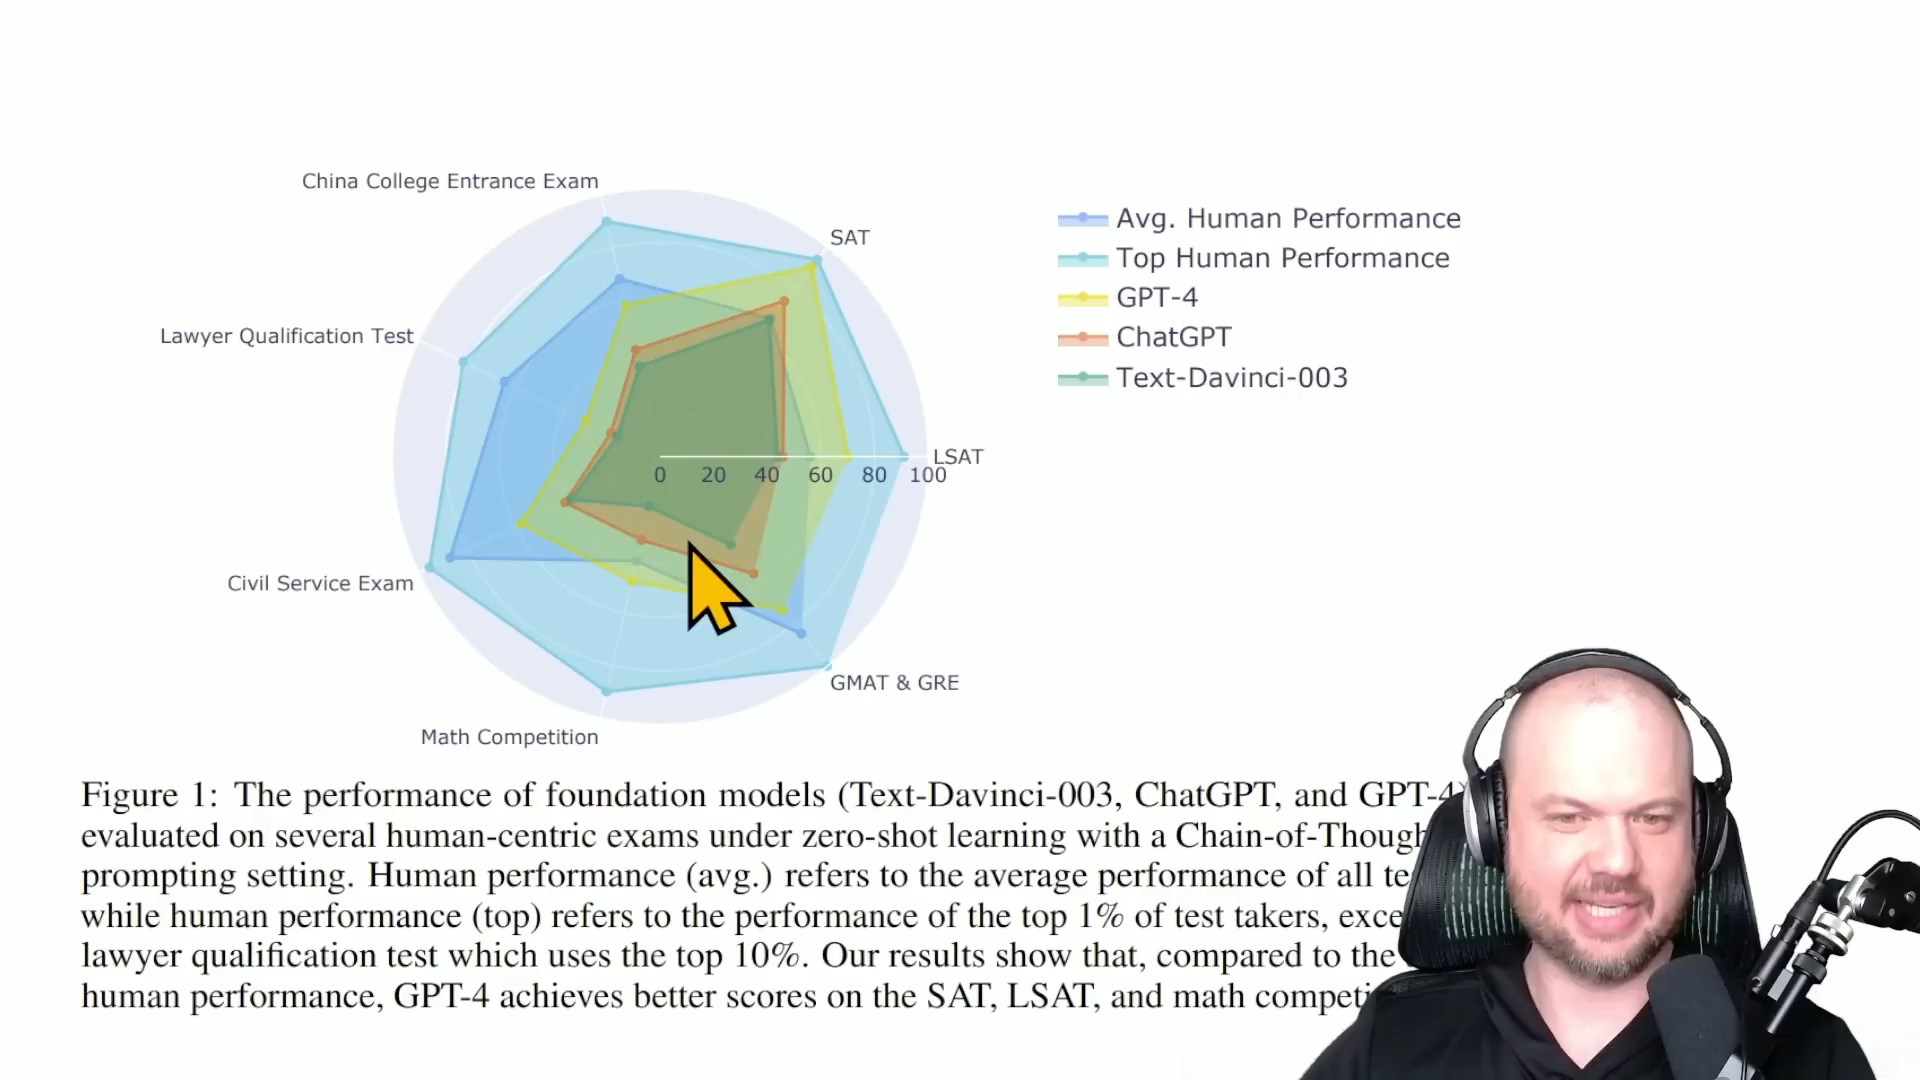 China College Entrance Exam
SAT
Lawyer Qualification Test
LSAT
0 20 40 60 80 100
Civil Service Exam
GMAT & GRE
Math Competition
Avg. Human Performance
Top Human Performance
GPT-4
ChatGPT
Text-Davinci-003
Figure 1: The performance of foundation models (Text-Davinci-003, ChatGPT, and GPT-4)
evaluated on several human-centric exams under zero-shot learning with a Chain-of-Though
prompting setting. Human performance (avg.) refers to the average performance of all te
while human performance (top) refers to the performance of the top 1% of test takers, exce
lawyer qualification test which uses the top 10%. Our results show that, compared to the
human performance, GPT-4 achieves better scores on the SAT, LSAT, and math competi